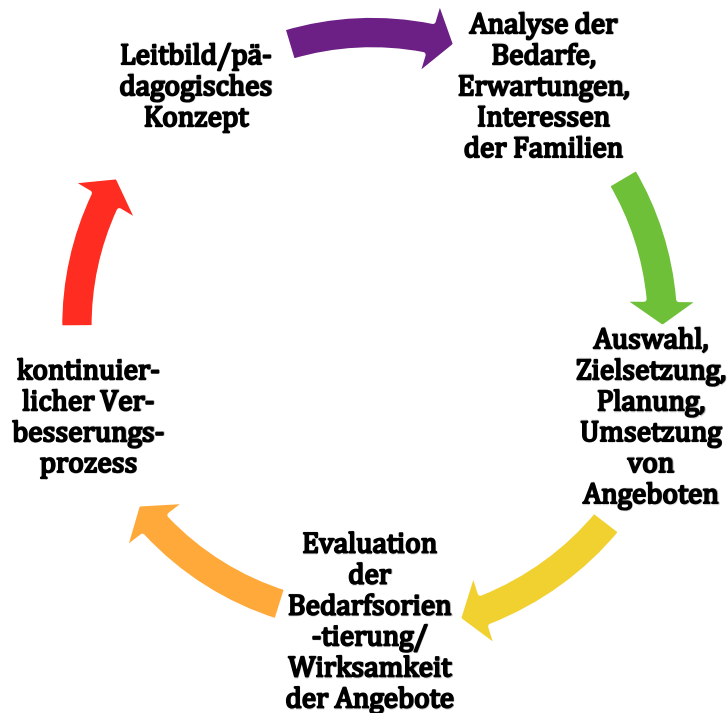 Leitbild/pä-
dagogisches
Konzept
Analyse der
Bedarfe,
Erwartungen,
Interessen
der Familien
Auswahl,
Zielsetzung,
Planung,
Umsetzung
von
Angeboten
Evaluation
der
Bedarfsorien
-tierung/
Wirksamkeit
der Angebote
kontinuier-
licher Ver-
besserungs-
prozess